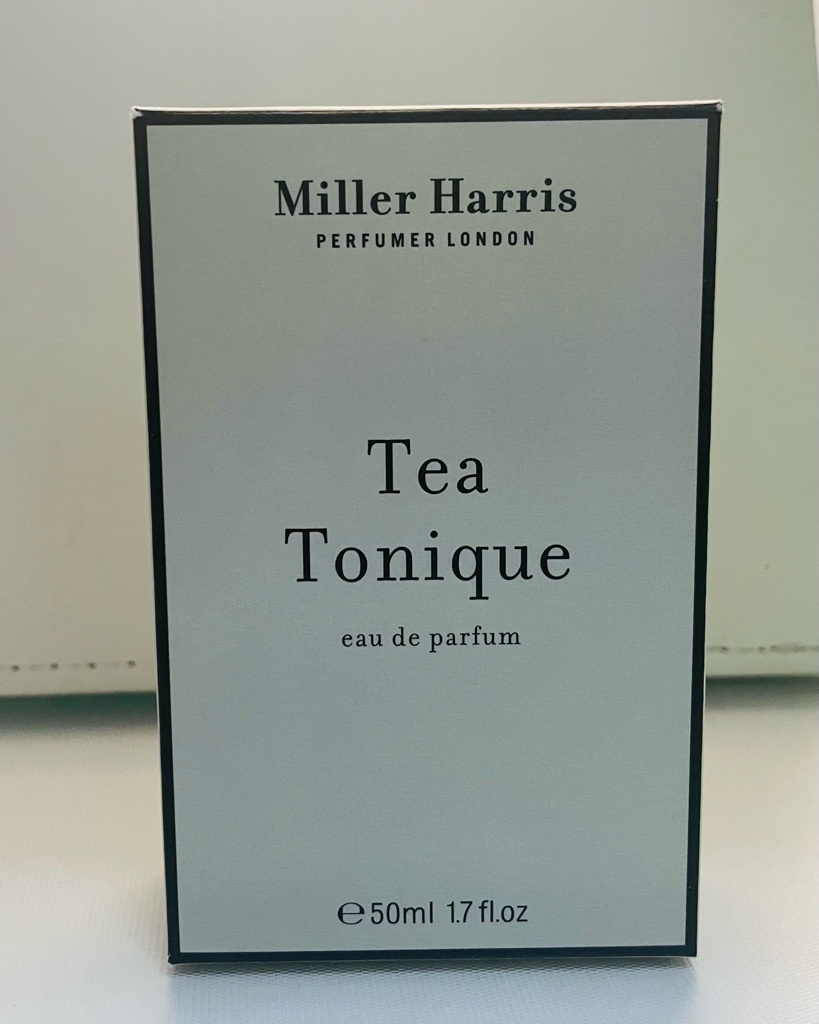 Miller Harris
PERFUMER LONDON
Tea
Tonique
eau de parfum
℮50ml 1.7 fl.oz